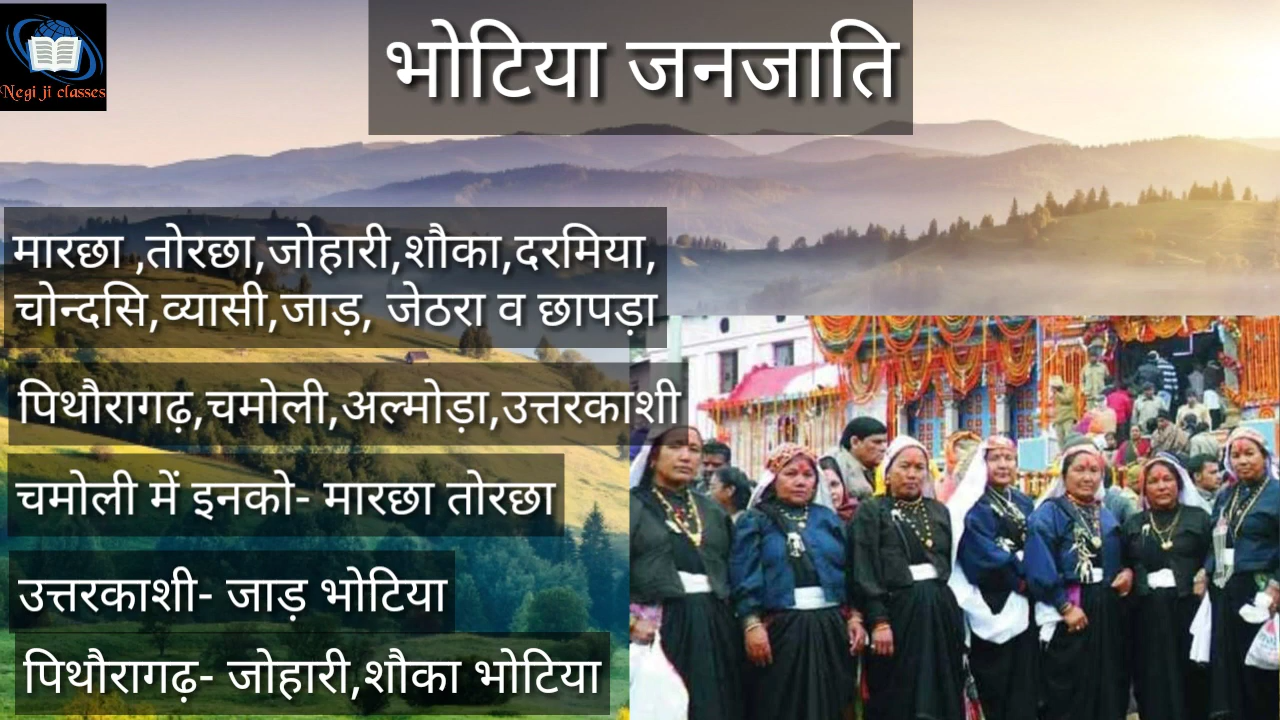 Negi ji classes
भोटिया जनजाति
मारछा ,तोरछा,जोहारी,शौका,दरमिया,
चोन्दसि,व्यासी,जाड़, जेठरा व छापड़ा
पिथौरागढ़,चमोली,अल्मोड़ा,उत्तरकाशी
चमोली में इनको- मारछा तोरछा
उत्तरकाशी- जाड़ भोटिया
पिथौरागढ़- जोहारी,शौका भोटिया